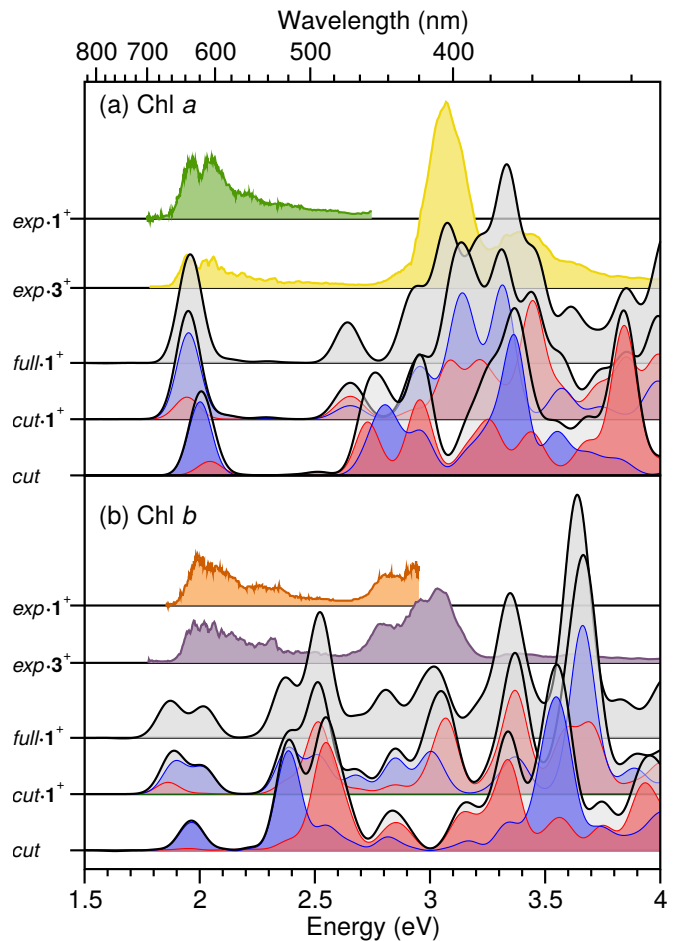 Wavelength (nm)
800 700 600 500 400
(a) Chl a
exp·1+
exp·3+
full·1+
cut·1+
cut
(b) Chl b
exp·1+
exp·3+
full·1+
cut·1+
cut
1.5 2 2.5 3 3.5 4
Energy (eV)